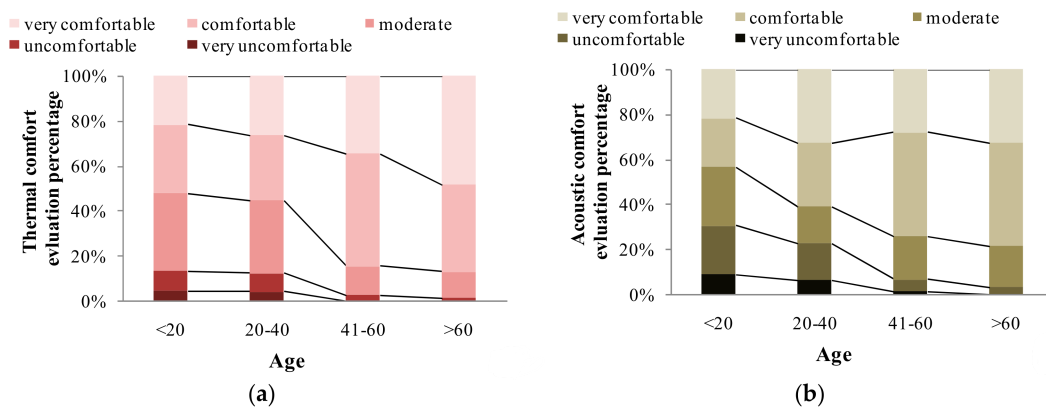 very comfortable comfortable moderate
uncomfortable very uncomfortable
Thermal comfort
evluation percentage
100%
80%
60%
40%
20%
0%
<20 20-40 41-60 >60
Age
(a)
very comfortable comfortable moderate
uncomfortable very uncomfortable
Acoustic comfort
evluation percentage
100%
80%
60%
40%
20%
0%
<20 20-40 41-60 >60
Age
(b)